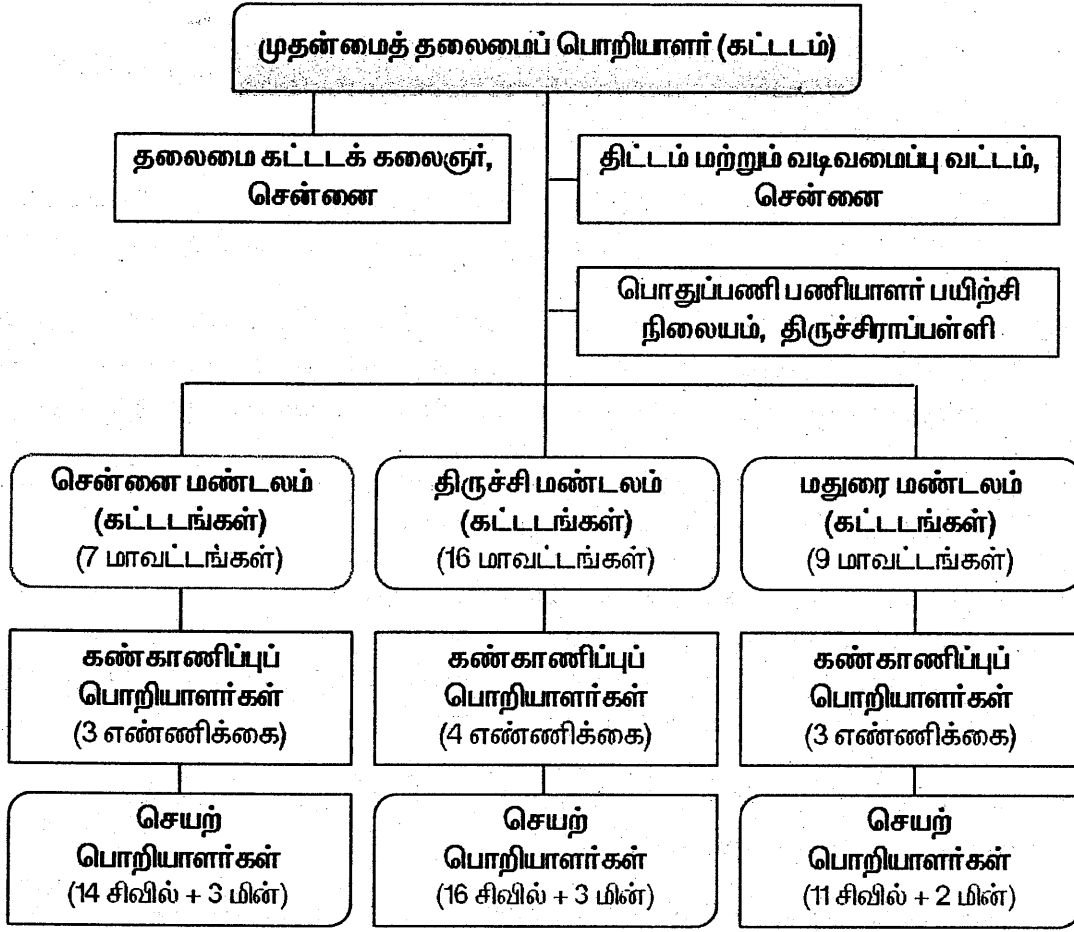 முதன்மைத் தலைமைப் பொறியாளர் (கட்டடம்)
தலைமை கட்டடக் கலைஞர்,
சென்னை
திட்டம் மற்றும் வடிவமைப்பு வட்டம்,
சென்னை
பொதுப்பணி பணியாளர் பயிற்சி
நிலையம், திருச்சிராப்பள்ளி
சென்னை மண்டலம்
(கட்டடங்கள்)
(7 மாவட்டங்கள்)
திருச்சி மண்டலம்
(கட்டடங்கள்)
(16 மாவட்டங்கள்)
மதுரை மண்டலம்
(கட்டடங்கள்)
(9 மாவட்டங்கள்)
கண்காணிப்புப்
பொறியாளர்கள்
(3 எண்ணிக்கை)
கண்காணிப்புப்
பொறியாளர்கள்
(4 எண்ணிக்கை)
கண்காணிப்புப்
பொறியாளர்கள்
(3 எண்ணிக்கை)
செயற்
பொறியாளர்கள்
(14 சிவில் + 3 மின்)
செயற்
பொறியாளர்கள்
(16 சிவில் + 3 மின்)
செயற்
பொறியாளர்கள்
(11 சிவில் + 2 மின்)